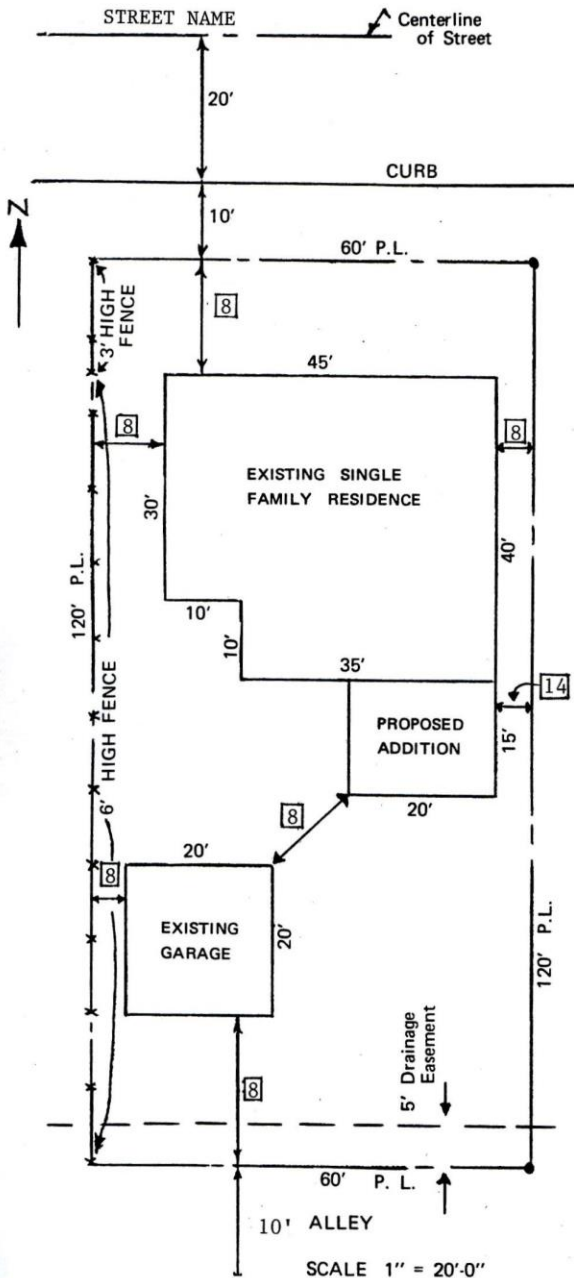 STREET NAME
Centerline
of Street
20'
CURB
10'
N
60' P.L.
3' HIGH
FENCE
8
45'
8
8
EXISTING SINGLE
FAMILY RESIDENCE
30'
40'
120' P.L.
10'
10'
35'
14
6' HIGH FENCE
PROPOSED
ADDITION
15'
8
20'
20'
8
EXISTING
GARAGE
20'
120' P.L.
5' Drainage
Easement
8
60' P. L.
10' ALLEY
SCALE 1" = 20'-0"